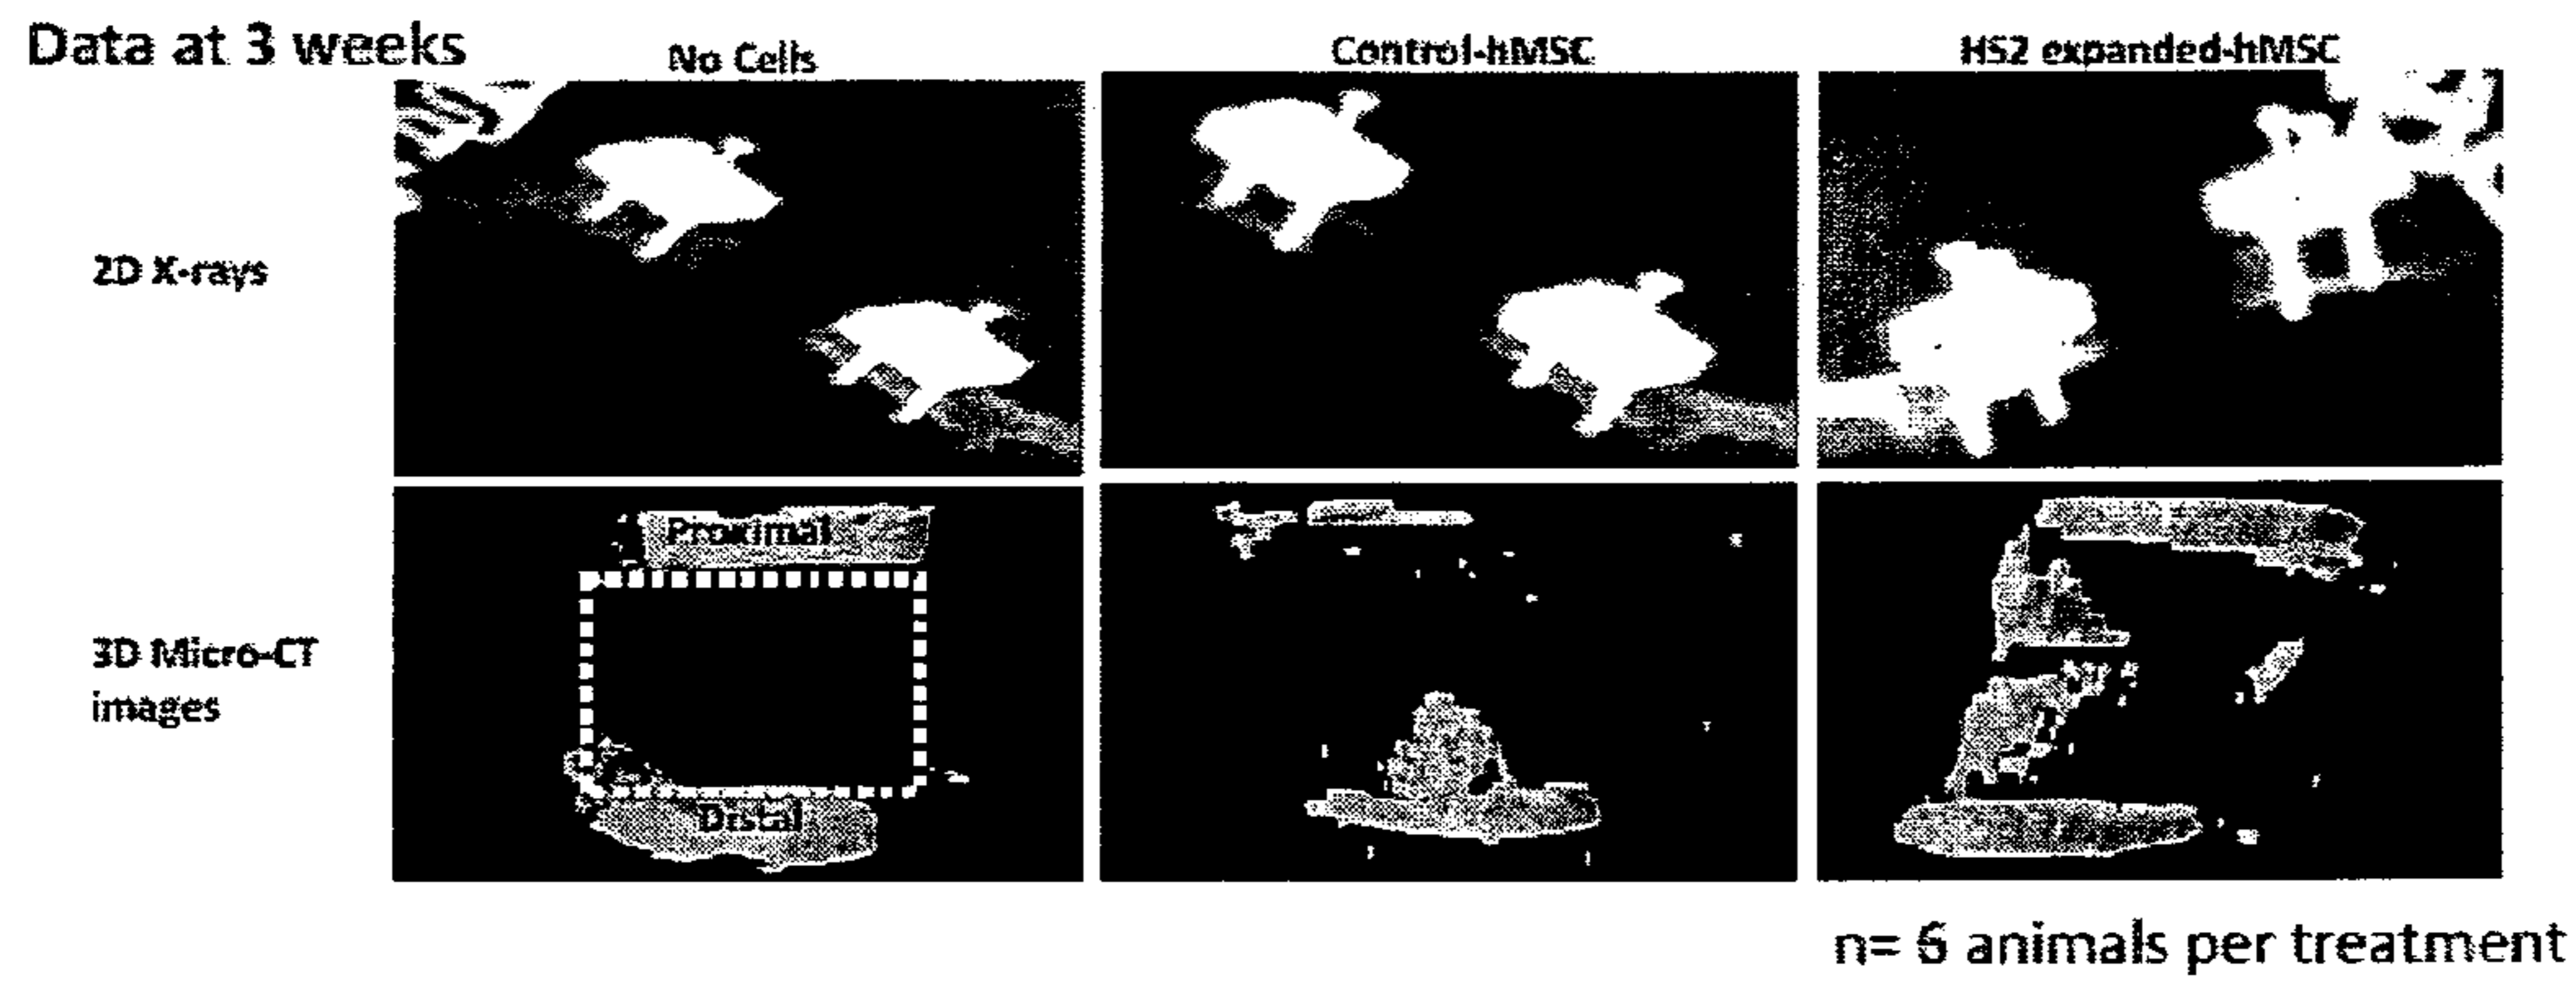 Data at 3 weeks
No Cells
Control-hMSC
HS2 expanded-hMSC
2D X-rays
Proximal
3D Micro-CT
images
Distal
n= 6 animals per treatment